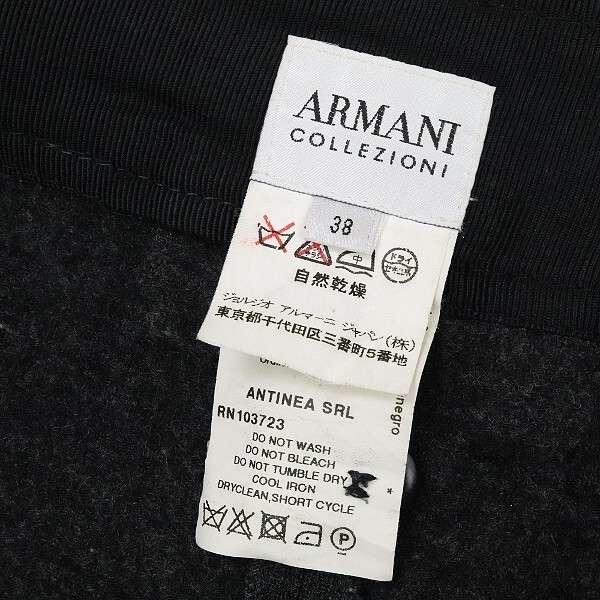 ARMANI
COLLEZIONI
38
中
ドライ
自然乾燥
ジョルジオ アルマーニ ジャパン(株)
東京都千代田区三番町5番地
negro
ANTINEA SRL
RN103723
DO NOT WASH
DO NOT BLEACH
DO NOT TUMBLE DRY
COOL IRON
DRYCLEAN, SHORT CYCLE
P
*